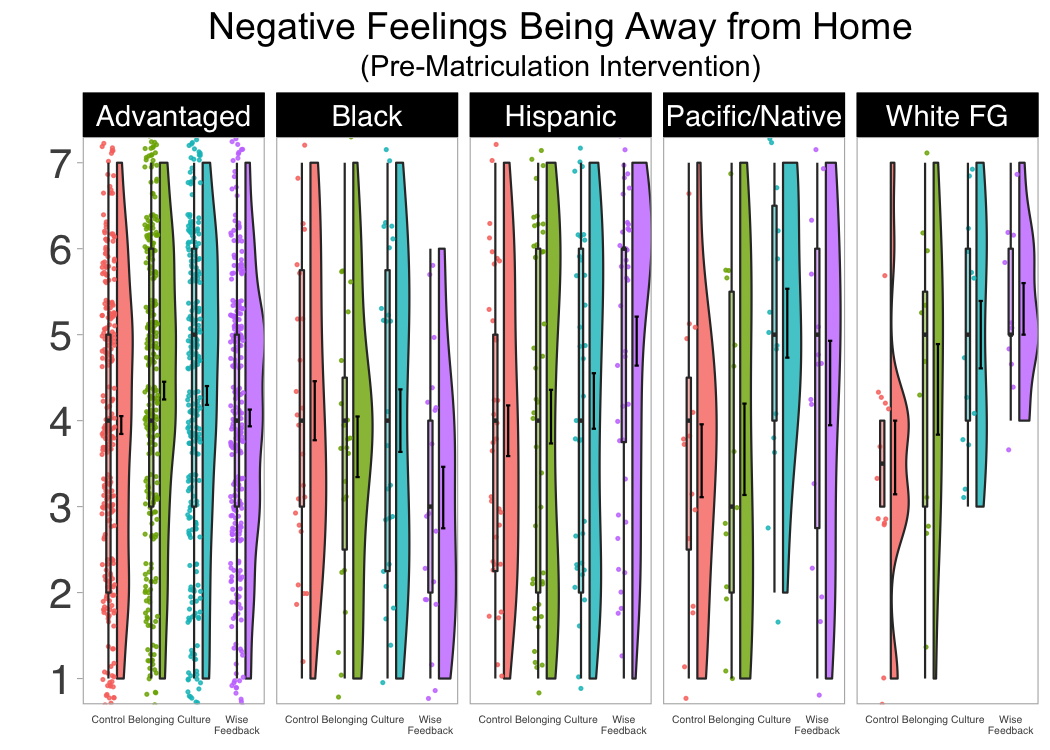 Negative Feelings Being Away from Home
(Pre-Matriculation Intervention)
Advantaged Black Hispanic Pacific/Native White FG
7
6
5
4
3
2
1
Control Belonging Culture Wise Control Belonging Culture Wise Control Belonging Culture Wise Control Belonging Culture Wise Control Belonging Culture Wise
Feedback Feedback Feedback Feedback Feedback